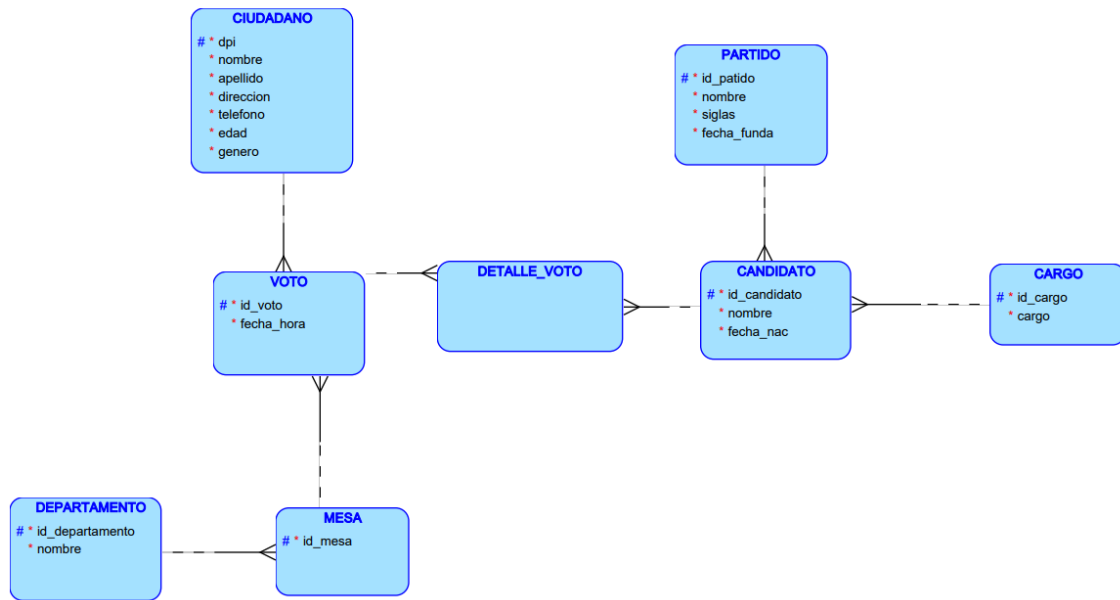 CIUDADANO
# * dpi
* nombre
* apellido
* direccion
* telefono
* edad
* genero
PARTIDO
# * id_patido
* nombre
* siglas
* fecha_funda
VOTO
# * id_voto
* fecha_hora
DETALLE_VOTO
CANDIDATO
# * id_candidato
* nombre
* fecha_nac
CARGO
# * id_cargo
* cargo
DEPARTAMENTO
# * id_departamento
* nombre
MESA
# * id_mesa